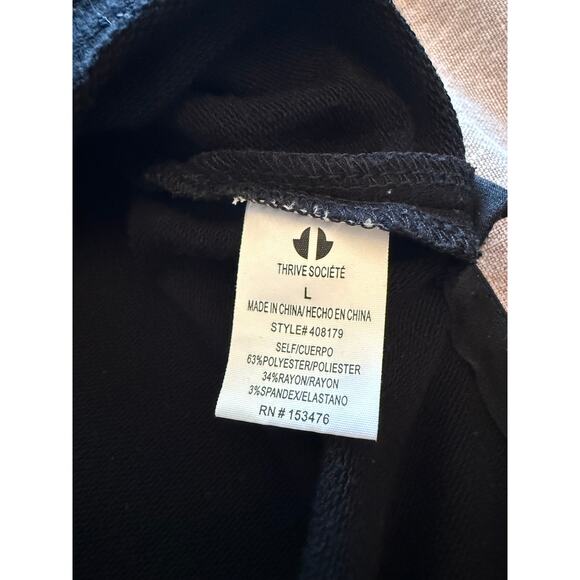 THRIVE SOCIÉTÉ
L
MADE IN CHINA/HECHO EN CHINA
STYLE# 408179
SELF/CUERPO
63%POLYESTER/POLIESTER
34%RAYON/RAYON
3%SPANDEX/ELASTANO
RN # 153476